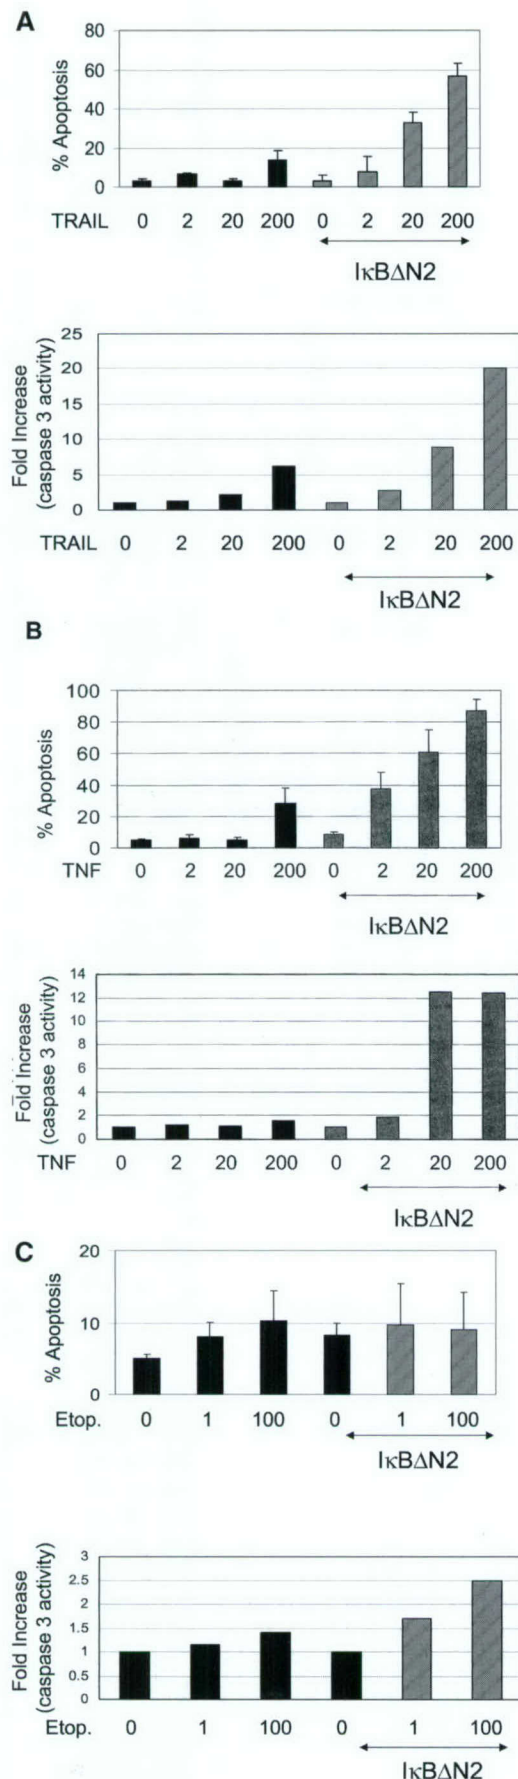 A
% Apoptosis
80
60
40
20
0
TRAIL 0 2 20 200 0 2 20 200
IκBΔN2
Fold Increase
(caspase 3 activity)
25
20
15
10
5
0
TRAIL 0 2 20 200 0 2 20 200
IκBΔN2
B
% Apoptosis
100
80
60
40
20
0
TNF 0 2 20 200 0 2 20 200
IκBΔN2
Fold Increase
(caspase 3 activity)
14
12
10
8
6
4
2
0
TNF 0 2 20 200 0 2 20 200
IκBΔN2
C
% Apoptosis
20
10
0
Etop. 0 1 100 0 1 100
IκBΔN2
Fold Increase
(caspase 3 activity)
3
2.5
2
1.5
1
0.5
0
Etop. 0 1 100 0 1 100
IκBΔN2